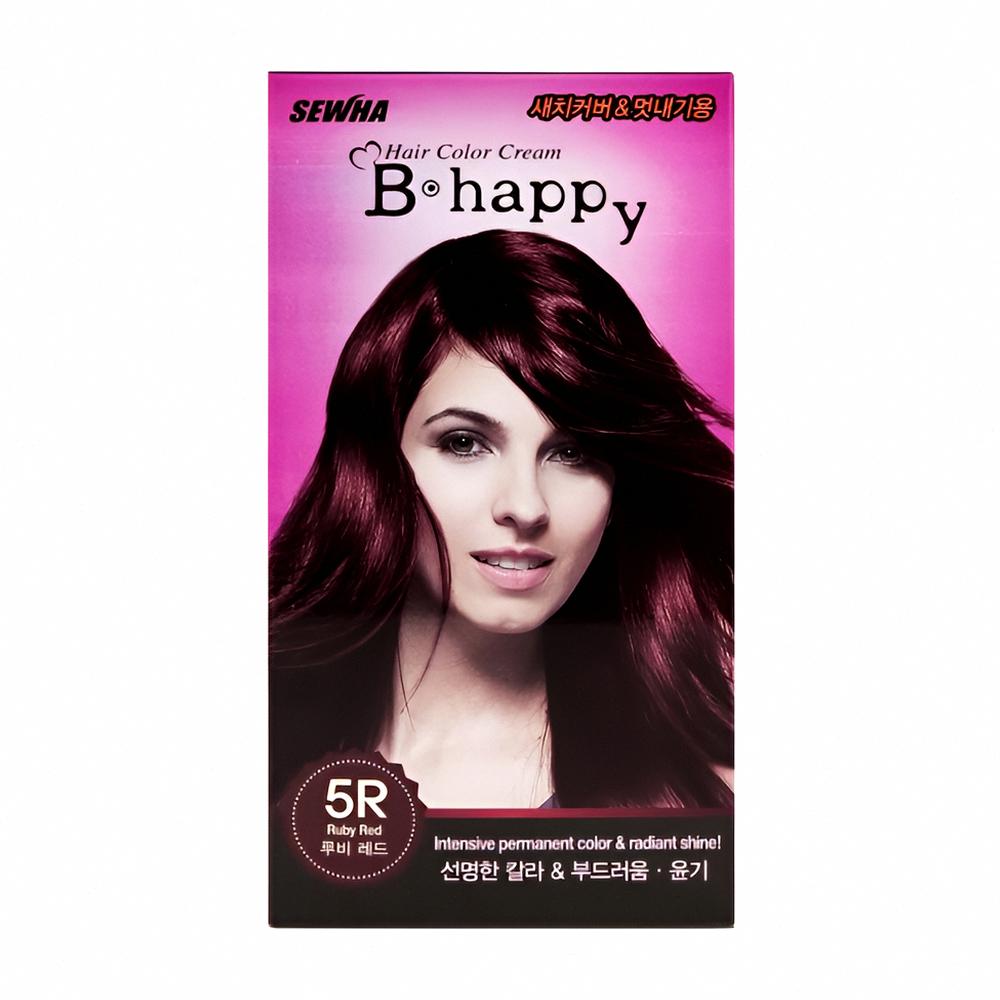 SEWHA
새치커버&멋내기용
Hair Color Cream
B·happy
5R
Ruby Red
루비 레드
Intensive permanent color & radiant shine!
선명한 칼라 & 부드러움 · 윤기